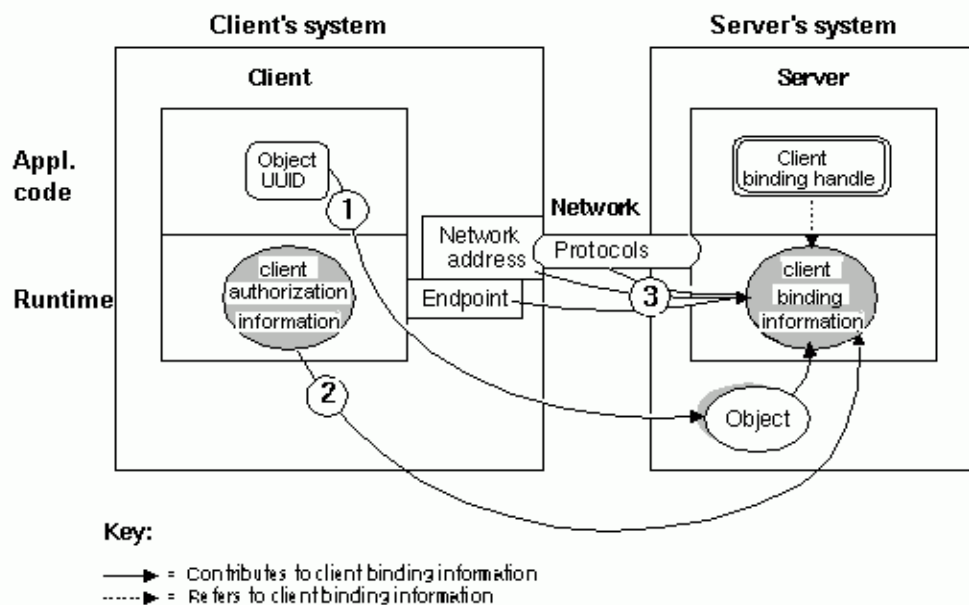 Client's system
Server's system
Client
Server
Appl.
code
Object
UUID
1
Client
binding handle
Network
Network
address
Protocols
Runtime
client
authorization
information
Endpoint
3
client
binding
information
2
Object
Key:
= Contributes to client binding information
= Refers to client binding information